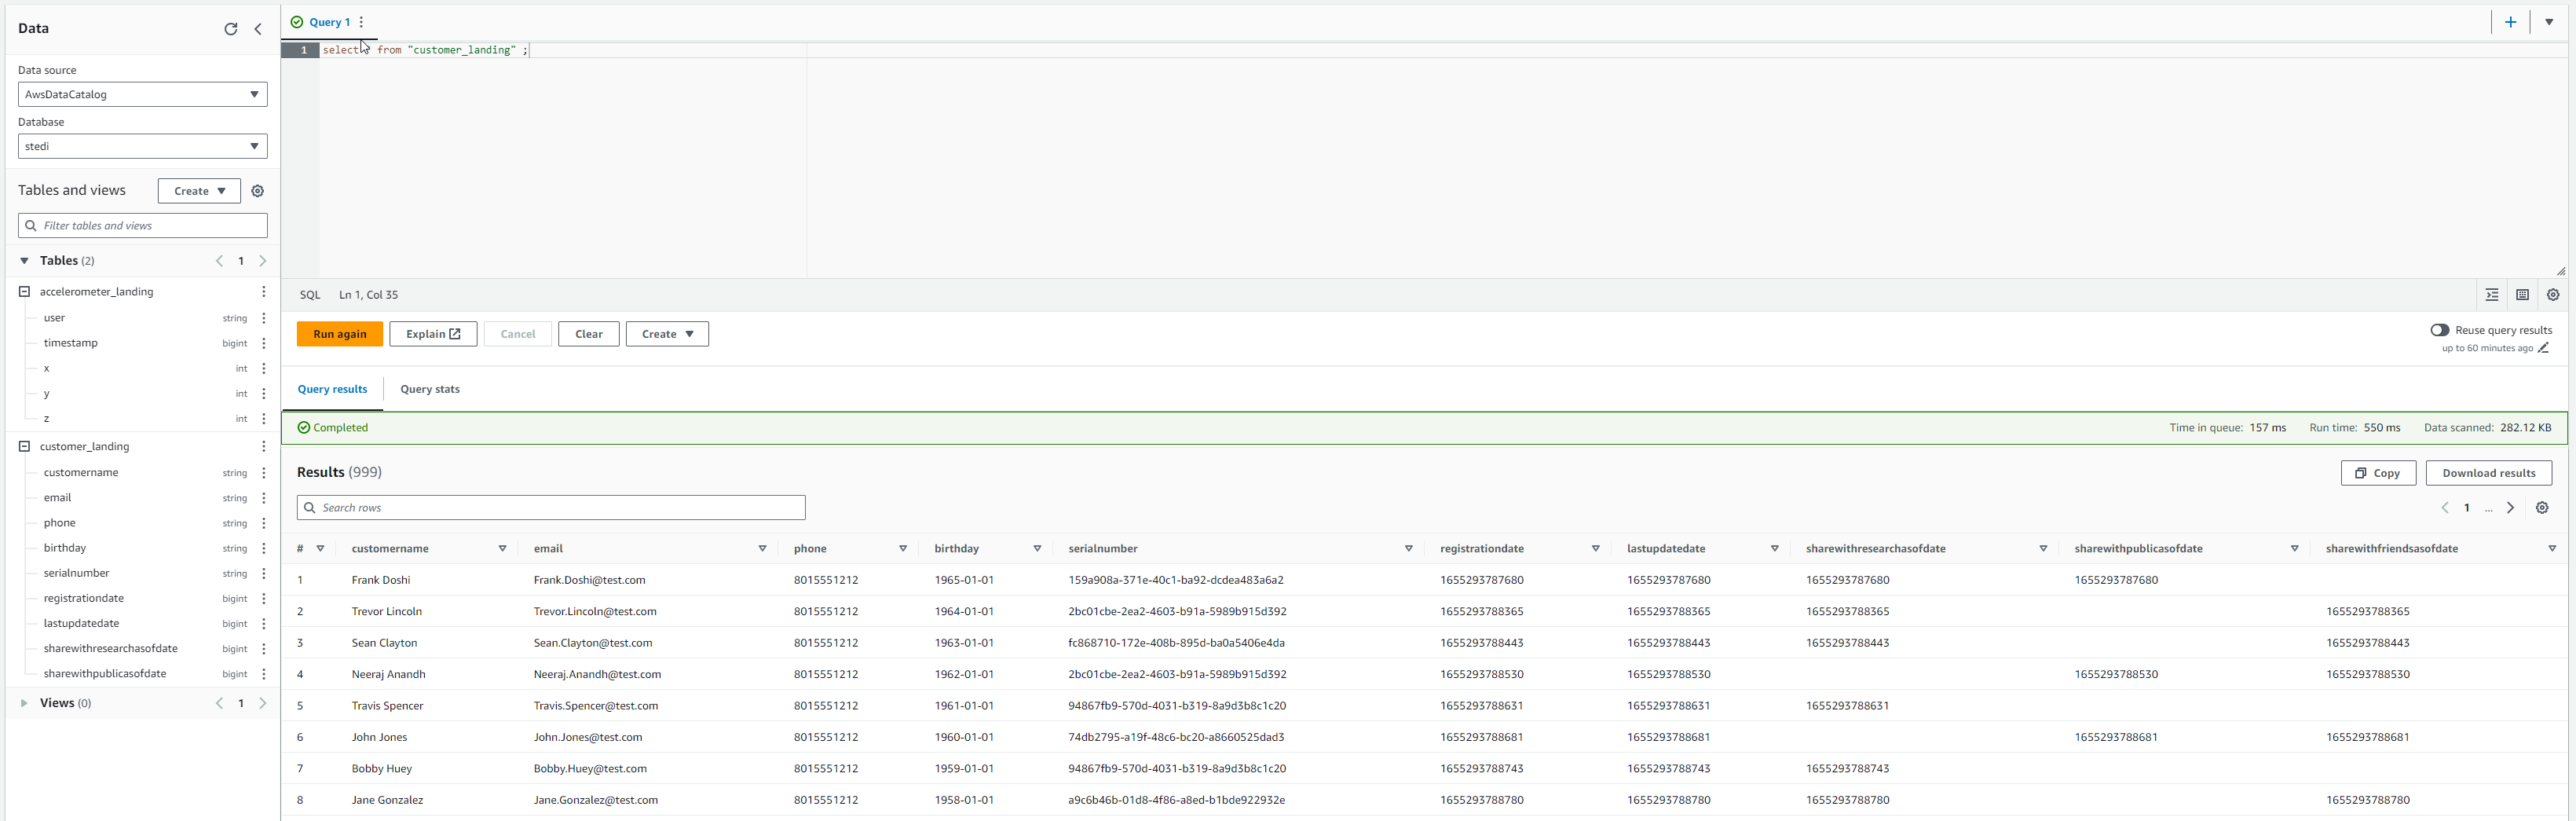 Data
Data source
AwsDataCatalog
Database
stedi
Tables and views
Create
Filter tables and views
Tables (2)
1
accelerometer_landing
user string
timestamp bigint
x int
y int
z int
customer_landing
customername string
email string
phone string
birthday string
serialnumber string
registrationdate bigint
lastupdatedate bigint
sharewithresearchasofdate bigint
sharewithpublicasofdate bigint
Views (0)
1
Query 1
1 select from "customer_landing" ;
SQL Ln 1, Col 35
Run again Explain Cancel Clear Create
Reuse query results
up to 60 minutes ago
Query results Query stats
Completed Time in queue: 157 ms Run time: 550 ms Data scanned: 282.12 KB
Results (999) Copy Download results
Search rows 1 ...
# customername email phone birthday serialnumber registrationdate lastupdatedate sharewithresearchasofdate sharewithpublicasofdate sharewithfriendsasofdate
1 Frank Doshi Frank.Doshi@test.com 8015551212 1965-01-01 159a908a-371e-40c1-ba92-dcdea483a6a2 1655293787680 1655293787680 1655293787680 1655293787680
2 Trevor Lincoln Trevor.Lincoln@test.com 8015551212 1964-01-01 2bc01cbe-2ea2-4603-b91a-5989b915d392 1655293788365 1655293788365 1655293788365 1655293788365
3 Sean Clayton Sean.Clayton@test.com 8015551212 1963-01-01 fc868710-172e-408b-895d-ba0a5406e4da 1655293788443 1655293788443 1655293788443 1655293788443
4 Neeraj Anandh Neeraj.Anandh@test.com 8015551212 1962-01-01 2bc01cbe-2ea2-4603-b91a-5989b915d392 1655293788530 1655293788530 1655293788530 1655293788530
5 Travis Spencer Travis.Spencer@test.com 8015551212 1961-01-01 94867fb9-570d-4031-b319-8a9d3b8c1c20 1655293788631 1655293788631 1655293788631
6 John Jones John.Jones@test.com 8015551212 1960-01-01 74db2795-a19f-48c6-bc20-a8660525dad3 1655293788681 1655293788681 1655293788681 1655293788681
7 Bobby Huey Bobby.Huey@test.com 8015551212 1959-01-01 94867fb9-570d-4031-b319-8a9d3b8c1c20 1655293788743 1655293788743 1655293788743
8 Jane Gonzalez Jane.Gonzalez@test.com 8015551212 1958-01-01 a9c6b46b-01d8-4f86-a8ed-b1bde922932e 1655293788780 1655293788780 1655293788780 1655293788780